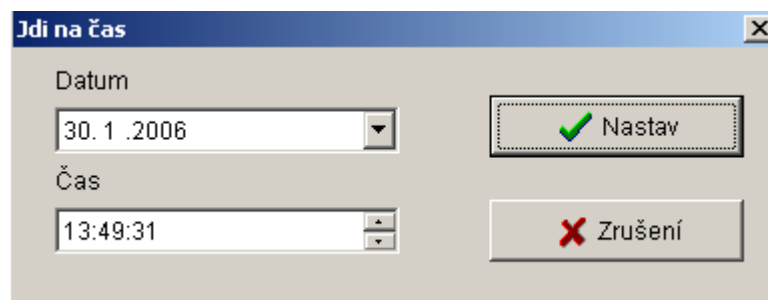 Jdi na čas
Datum
30. 1 .2006
Nastav
Čas
13:49:31
Zrušení